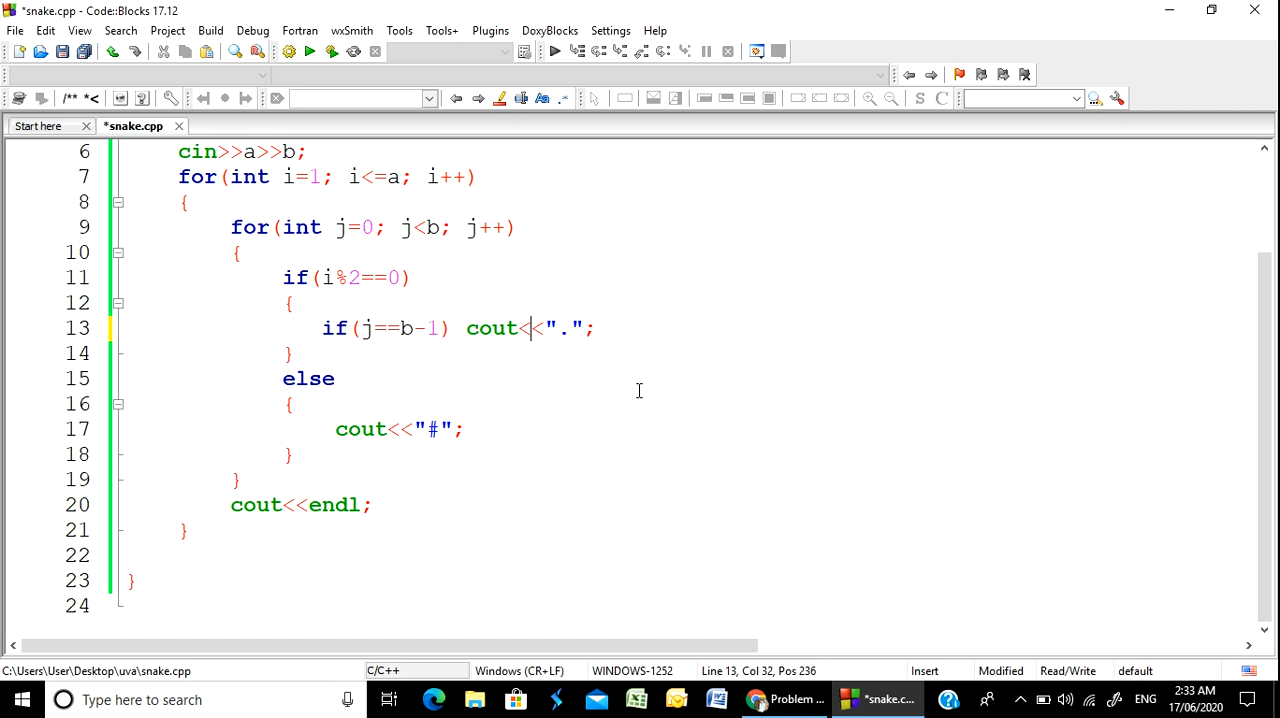 *snake.cpp - Code::Blocks 17.12
File Edit View Search Project Build Debug Fortran wxSmith Tools Tools+ Plugins DoxyBlocks Settings Help
/** *<
S C
Start here *snake.cpp
6 cin>>a>>b;
7 for(int i=1; i<=a; i++)
8 {
9 for(int j=0; j<b; j++)
10 {
11 if(i%2==0)
12 {
13 if(j==b-1) cout<<".";
14 }
15 else
16 {
17 cout<<"#";
18 }
19 }
20 cout<<endl;
21 }
22
23 }
24
C:\Users\User\Desktop\uva\snake.cpp C/C++ Windows (CR+LF) WINDOWS-1252 Line 13, Col 32, Pos 236 Insert Modified Read/Write default
Type here to search Problem ... *snake.c... ENG 2:33 AM
17/06/2020